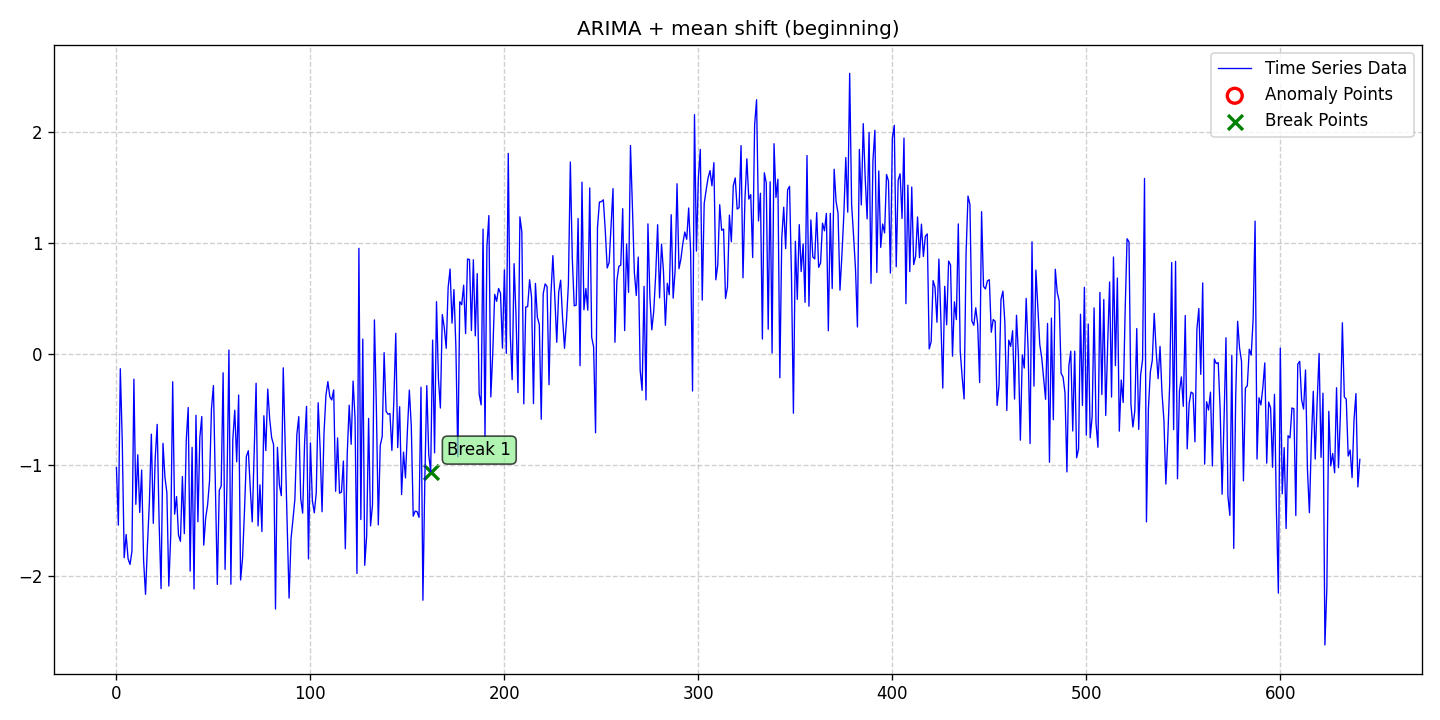 ARIMA + mean shift (beginning)
Time Series Data
Anomaly Points
Break Points
2
1
0
−1
−2
Break 1
0
100
200
300
400
500
600